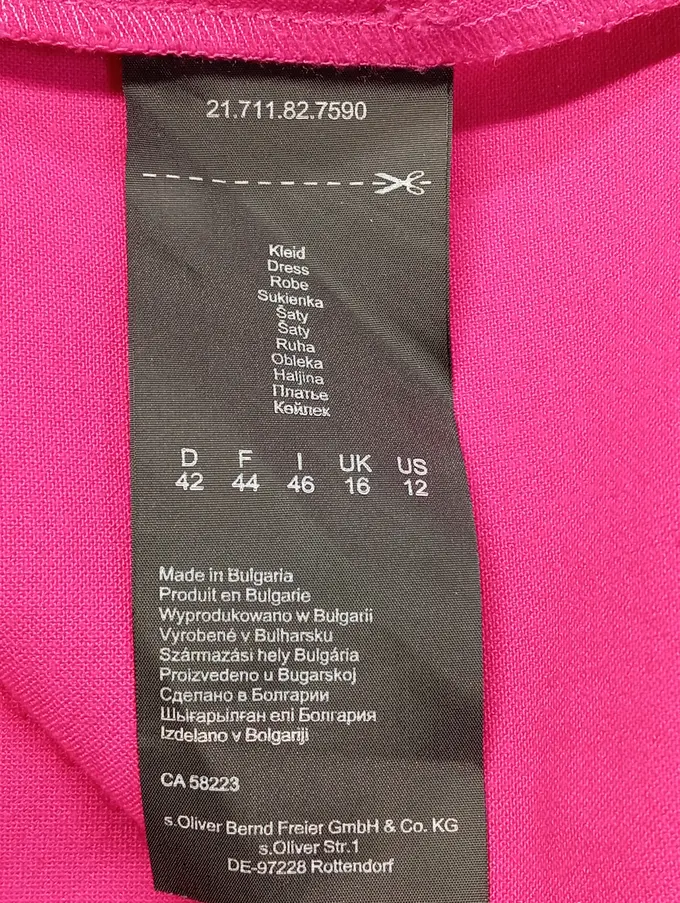 21.711.82.7590
Kleid
Dress
Robe
Sukienka
Šaty
Šaty
Ruha
Obleka
Haljina
Платье
Көйлек
D F I UK US
42 44 46 16 12
Made in Bulgaria
Produit en Bulgarie
Wyprodukowano w Bułgarii
Vyrobené v Bulharsku
Származási hely Bulgária
Proizvedeno u Bugarskoj
Сделано в Болгарии
Шығарылған елі Болгария
Izdelano v Bolgariji
CA 58223
s.Oliver Bernd Freier GmbH & Co. KG
s.Oliver Str.1
DE-97228 Rottendorf